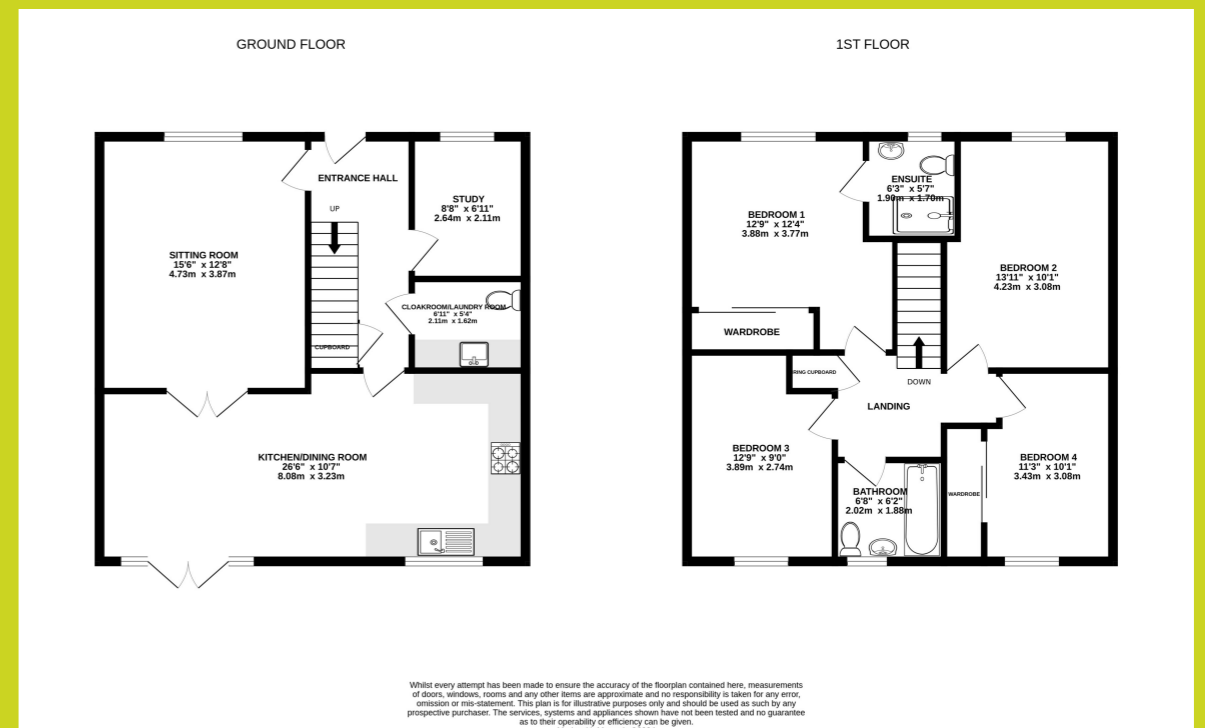 GROUND FLOOR
1ST FLOOR
ENTRANCE HALL
UP
STUDY
8'8" x 6'11"
2.64m x 2.11m
SITTING ROOM
15'6" x 12'8"
4.73m x 3.87m
CLOAKROOM/LAUNDRY ROOM
6'11" x 5'4"
2.11m x 1.62m
CUPBOARD
KITCHEN/DINING ROOM
26'6" x 10'7"
8.08m x 3.23m
ENSUITE
6'3" x 5'7"
1.90m x 1.70m
BEDROOM 1
12'9" x 12'4"
3.88m x 3.77m
BEDROOM 2
13'11" x 10'1"
4.23m x 3.08m
WARDROBE
RING CUPBOARD
DOWN
LANDING
BEDROOM 3
12'9" x 9'0"
3.89m x 2.74m
BEDROOM 4
11'3" x 10'1"
3.43m x 3.08m
BATHROOM
6'8" x 6'2"
2.02m x 1.88m
WARDROBE
Whilst every attempt has been made to ensure the accuracy of the floorplan contained here, measurements
of doors, windows, rooms and any other items are approximate and no responsibility is taken for any error,
omission or mis-statement. This plan is for illustrative purposes only and should be used as such by any
prospective purchaser. The services, systems and appliances shown have not been tested and no guarantee
as to their operability or efficiency can be given.